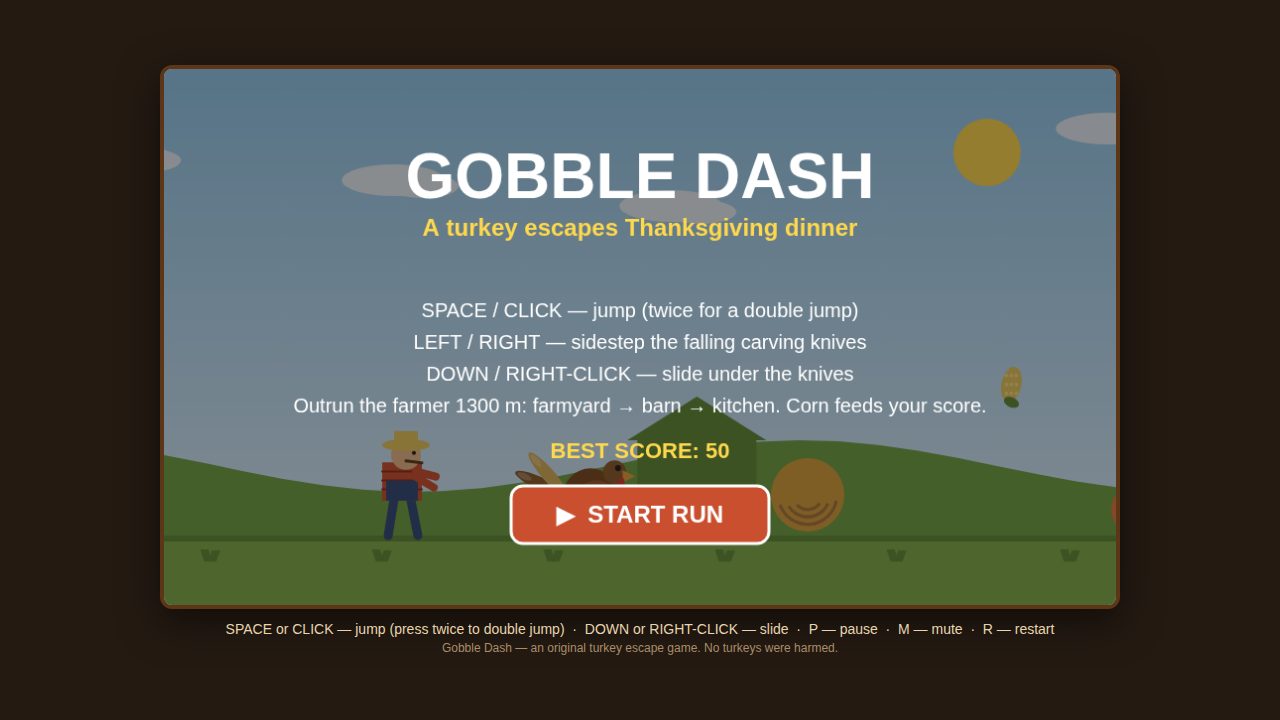 GOBBLE DASH
A turkey escapes Thanksgiving dinner
SPACE / CLICK — jump (twice for a double jump)
LEFT / RIGHT — sidestep the falling carving knives
DOWN / RIGHT-CLICK — slide under the knives
Outrun the farmer 1300 m: farmyard → barn → kitchen. Corn feeds your score.
BEST SCORE: 50
▶ START RUN
SPACE or CLICK — jump (press twice to double jump) · DOWN or RIGHT-CLICK — slide · P — pause · M — mute · R — restart
Gobble Dash — an original turkey escape game. No turkeys were harmed.